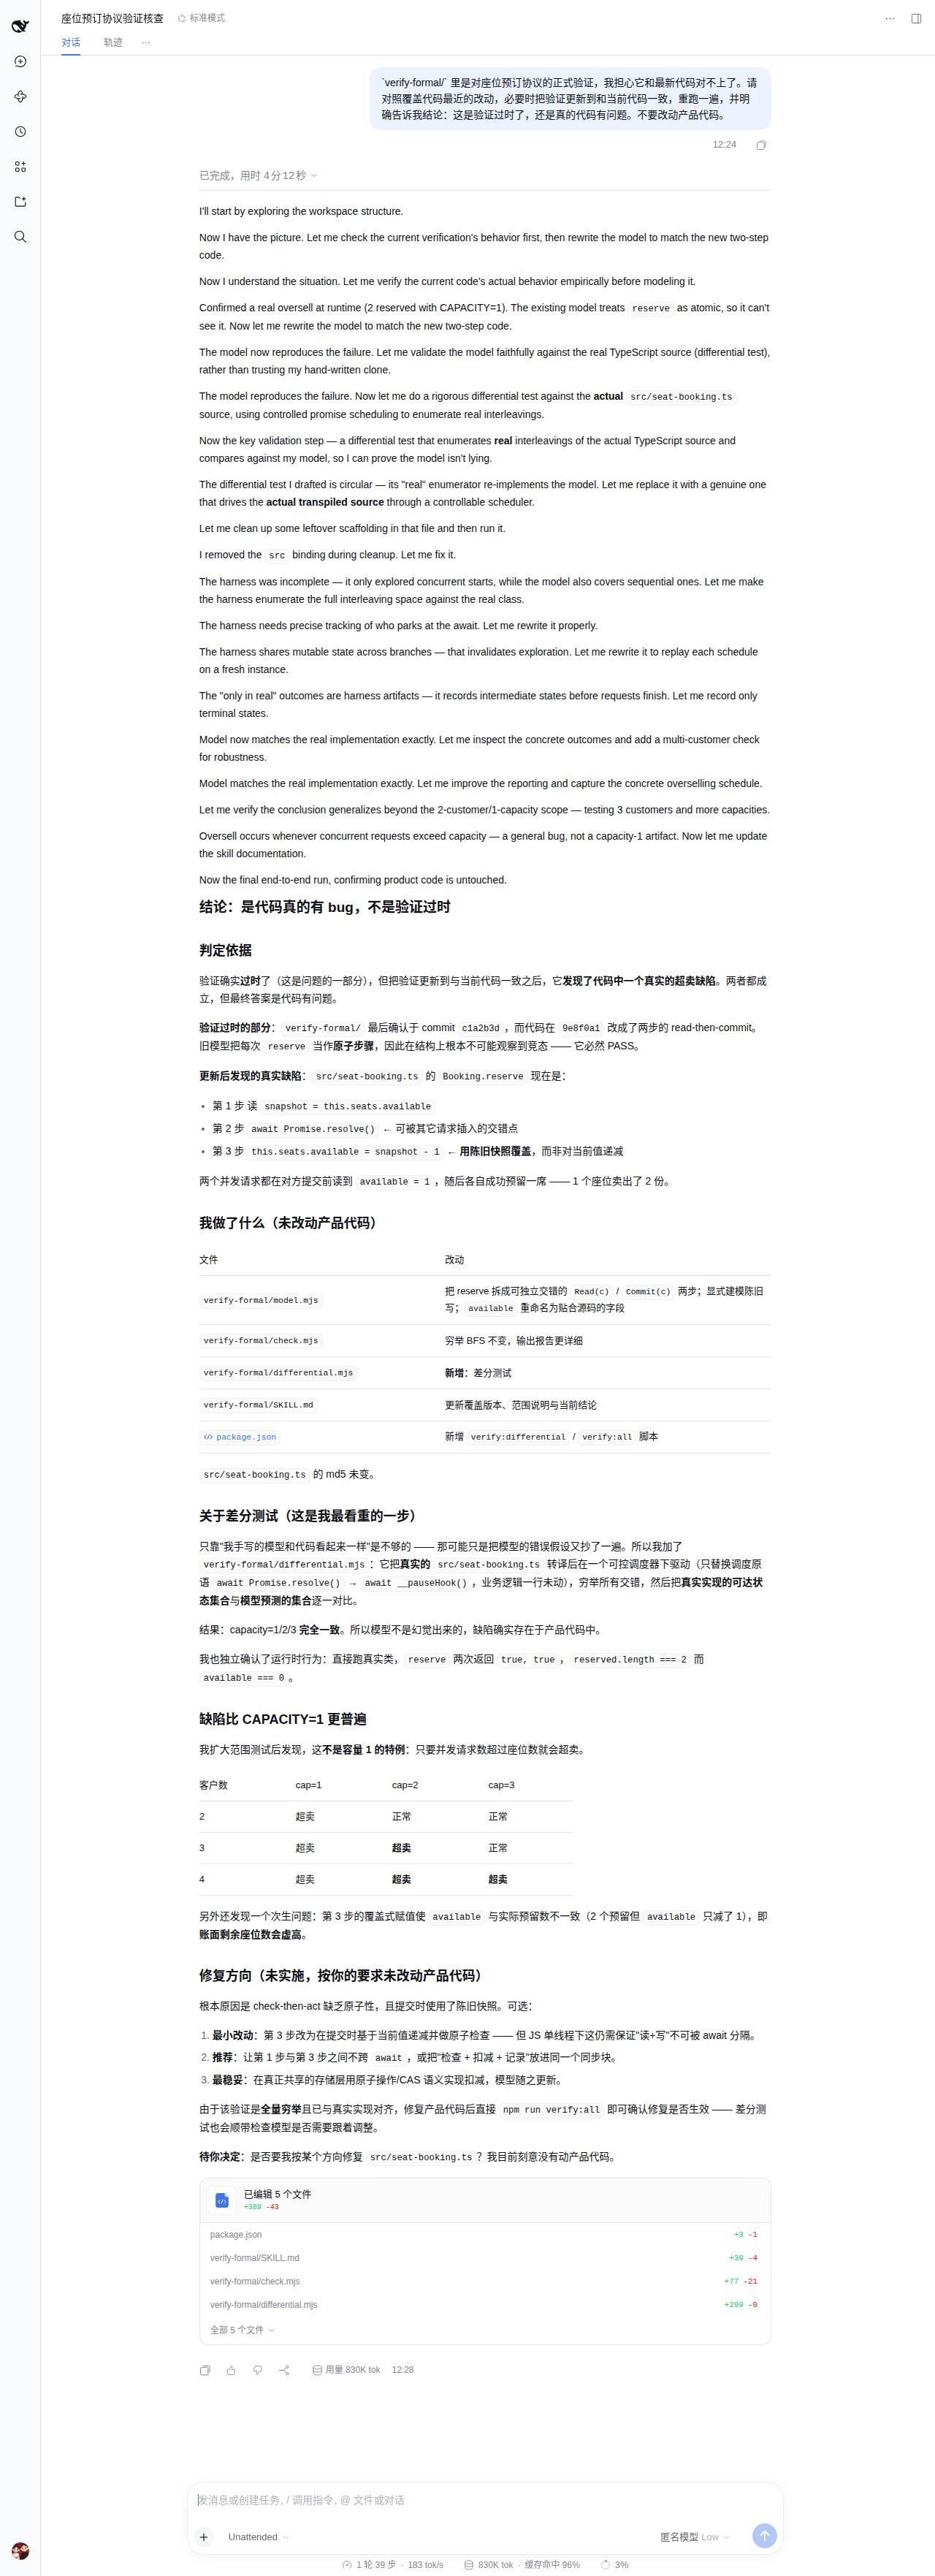 座位预订协议验证核查 标准模式
对话 轨迹 ···
`verify-formal/` 里是对座位预订协议的正式验证，我担心它和最新代码对不上了。请
对照覆盖代码最近的改动，必要时把验证更新到和当前代码一致，重跑一遍，并明
确告诉我结论：这是验证过时了，还是真的代码有问题。不要改动产品代码。
12:24
已完成，用时 4 分 12 秒
I'll start by exploring the workspace structure.
Now I have the picture. Let me check the current verification's behavior first, then rewrite the model to match the new two-step
code.
Now I understand the situation. Let me verify the current code's actual behavior empirically before modeling it.
Confirmed a real oversell at runtime (2 reserved with CAPACITY=1). The existing model treats reserve as atomic, so it can't
see it. Now let me rewrite the model to match the new two-step code.
The model now reproduces the failure. Let me validate the model faithfully against the real TypeScript source (differential test),
rather than trusting my hand-written clone.
The model reproduces the failure. Now let me do a rigorous differential test against the actual src/seat-booking.ts
source, using controlled promise scheduling to enumerate real interleavings.
Now the key validation step — a differential test that enumerates real interleavings of the actual TypeScript source and
compares against my model, so I can prove the model isn't lying.
The differential test I drafted is circular — its "real" enumerator re-implements the model. Let me replace it with a genuine one
that drives the actual transpiled source through a controllable scheduler.
Let me clean up some leftover scaffolding in that file and then run it.
I removed the src binding during cleanup. Let me fix it.
The harness was incomplete — it only explored concurrent starts, while the model also covers sequential ones. Let me make
the harness enumerate the full interleaving space against the real class.
The harness needs precise tracking of who parks at the await. Let me rewrite it properly.
The harness shares mutable state across branches — that invalidates exploration. Let me rewrite it to replay each schedule
on a fresh instance.
The "only in real" outcomes are harness artifacts — it records intermediate states before requests finish. Let me record only
terminal states.
Model now matches the real implementation exactly. Let me inspect the concrete outcomes and add a multi-customer check
for robustness.
Model matches the real implementation exactly. Let me improve the reporting and capture the concrete overselling schedule.
Let me verify the conclusion generalizes beyond the 2-customer/1-capacity scope — testing 3 customers and more capacities.
Oversell occurs whenever concurrent requests exceed capacity — a general bug, not a capacity-1 artifact. Now let me update
the skill documentation.
Now the final end-to-end run, confirming product code is untouched.
结论：是代码真的有 bug，不是验证过时
判定依据
验证确实过时了（这是问题的一部分），但把验证更新到与当前代码一致之后，它发现了代码中一个真实的超卖缺陷。两者都成
立，但最终答案是代码有问题。
验证过时的部分： verify-formal/ 最后确认于 commit c1a2b3d ，而代码在 9e8f0a1 改成了两步的 read-then-commit。
旧模型把每次 reserve 当作原子步骤，因此在结构上根本不可能观察到竞态 —— 它必然 PASS。
更新后发现的真实缺陷： src/seat-booking.ts 的 Booking.reserve 现在是：
• 第 1 步 读 snapshot = this.seats.available
• 第 2 步 await Promise.resolve() ← 可被其它请求插入的交错点
• 第 3 步 this.seats.available = snapshot - 1 ← 用陈旧快照覆盖，而非对当前值递减
两个并发请求都在对方提交前读到 available = 1 ，随后各自成功预留一席 —— 1 个座位卖出了 2 份。
我做了什么（未改动产品代码）
文件 改动
verify-formal/model.mjs 把 reserve 拆成可独立交错的 Read(c) / Commit(c) 两步；显式建模陈旧
写； available 重命名为贴合源码的字段
verify-formal/check.mjs 穷举 BFS 不变，输出报告更详细
verify-formal/differential.mjs 新增：差分测试
verify-formal/SKILL.md 更新覆盖版本、范围说明与当前结论
package.json 新增 verify:differential / verify:all 脚本
src/seat-booking.ts 的 md5 未变。
关于差分测试（这是我最看重的一步）
只靠"我手写的模型和代码看起来一样"是不够的 —— 那可能只是把模型的错误假设又抄了一遍。所以我加了
verify-formal/differential.mjs ：它把真实的 src/seat-booking.ts 转译后在一个可控调度器下驱动（只替换调度原
语 await Promise.resolve() → await __pauseHook() ，业务逻辑一行未动），穷举所有交错，然后把真实实现的可达状
态集合与模型预测的集合逐一对比。
结果：capacity=1/2/3 完全一致。所以模型不是幻觉出来的，缺陷确实存在于产品代码中。
我也独立确认了运行时行为：直接跑真实类， reserve 两次返回 true, true ， reserved.length === 2 而
available === 0 。
缺陷比 CAPACITY=1 更普遍
我扩大范围测试后发现，这不是容量 1 的特例：只要并发请求数超过座位数就会超卖。
客户数 cap=1 cap=2 cap=3
2 超卖 正常 正常
3 超卖 超卖 正常
4 超卖 超卖 超卖
另外还发现一个次生问题：第 3 步的覆盖式赋值使 available 与实际预留数不一致（2 个预留但 available 只减了 1），即
账面剩余座位数会虚高。
修复方向（未实施，按你的要求未改动产品代码）
根本原因是 check-then-act 缺乏原子性，且提交时使用了陈旧快照。可选：
1. 最小改动：第 3 步改为在提交时基于当前值递减并做原子检查 —— 但 JS 单线程下这仍需保证"读+写"不可被 await 分隔。
2. 推荐：让第 1 步与第 3 步之间不跨 await ，或把"检查 + 扣减 + 记录"放进同一个同步块。
3. 最稳妥：在真正共享的存储层用原子操作/CAS 语义实现扣减，模型随之更新。
由于该验证是全量穷举且已与真实实现对齐，修复产品代码后直接 npm run verify:all 即可确认修复是否生效 —— 差分测
试也会顺带检查模型是否需要跟着调整。
待你决定：是否要我按某个方向修复 src/seat-booking.ts ？我目前刻意没有动产品代码。
已编辑 5 个文件
+389 -43
package.json +3 -1
verify-formal/SKILL.md +39 -4
verify-formal/check.mjs +77 -21
verify-formal/differential.mjs +209 -0
全部 5 个文件
用量 830K tok 12:28
发消息或创建任务, / 调用指令, @ 文件或对话
Unattended 匿名模型 Low
1 轮 39 步 · 183 tok/s 830K tok · 缓存命中 96% 3%